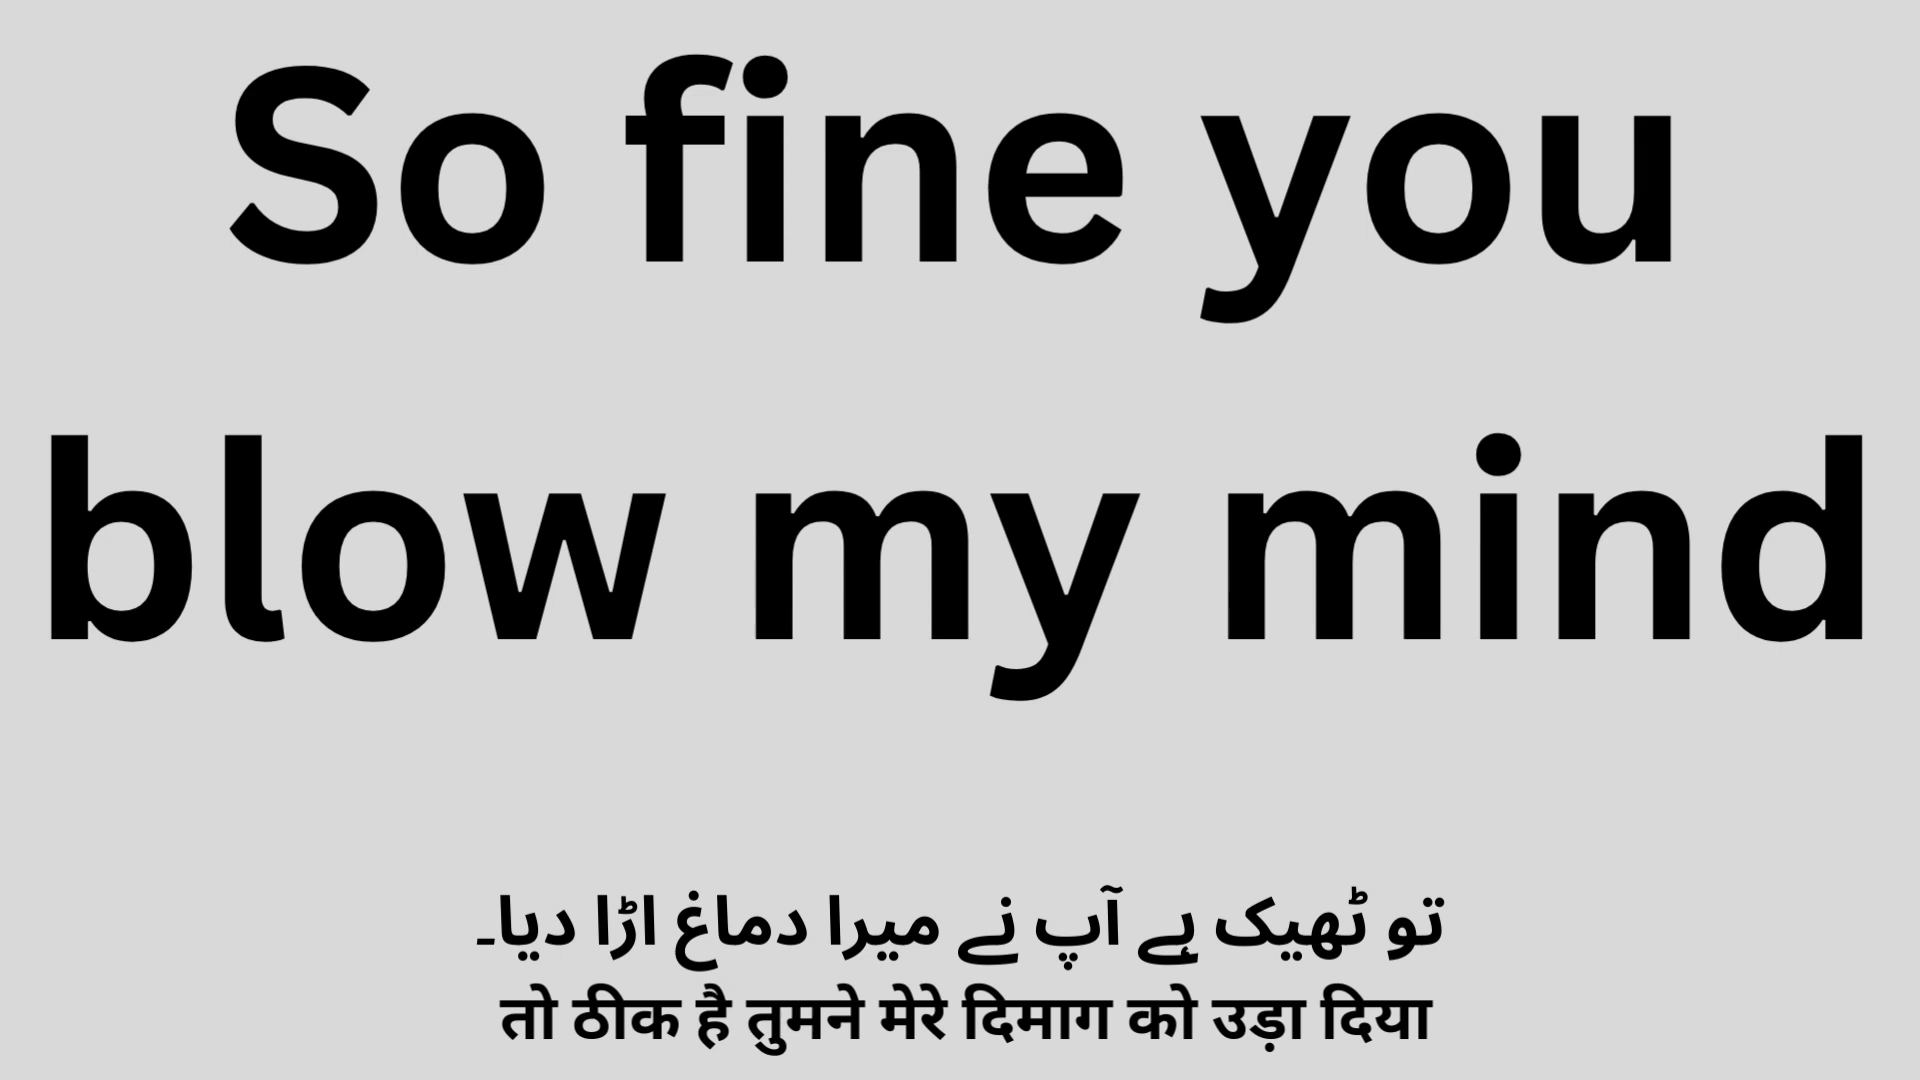 So fine you
blow my mind
تو ٹھیک ہے آپ نے میرا دماغ اڑا دیا۔
तो ठीक है तुमने मेरे दिमाग को उड़ा दिया